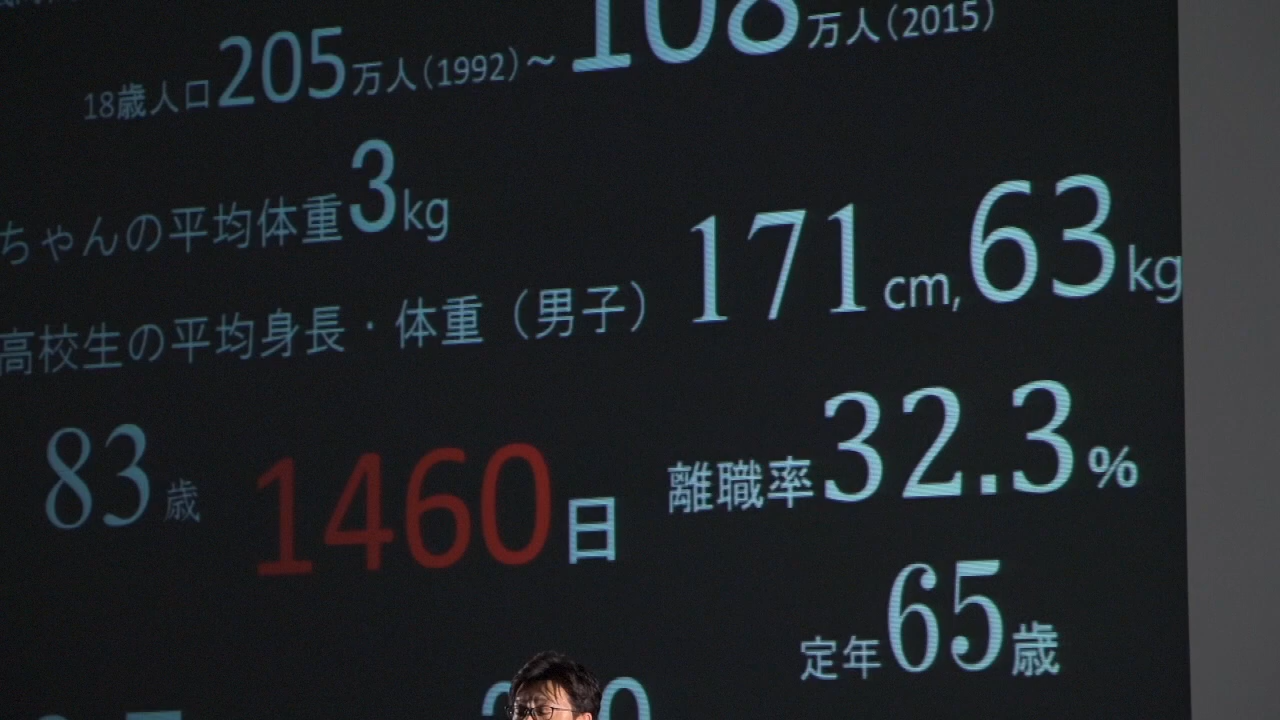 18歳人口205万人(1992)~108万人(2015)
ちゃんの平均体重3kg
高校生の平均身長・体重(男子) 171cm,63kg
83歳 1460日 離職率32.3%
定年65歳